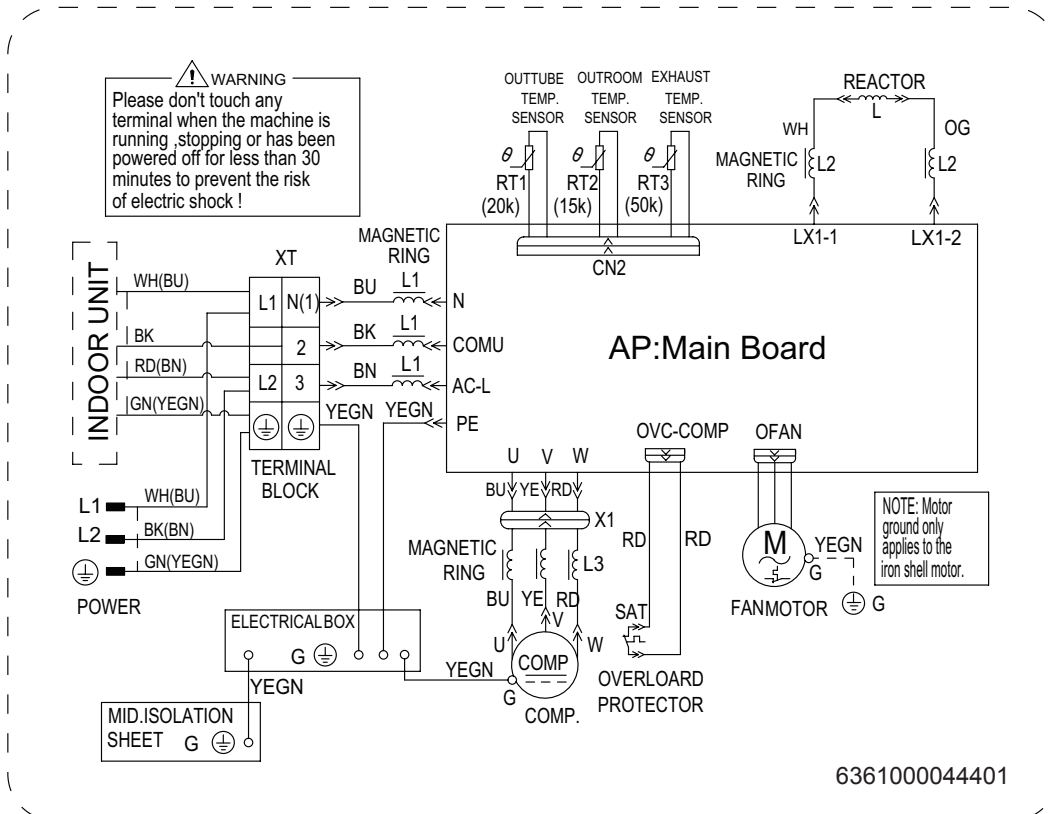 WARNING
Please don't touch any
terminal when the machine is
running ,stopping or has been
powered off for less than 30
minutes to prevent the risk
of electric shock !
OUTTUBE
TEMP.
SENSOR
OUTROOM
TEMP.
SENSOR
EXHAUST
TEMP.
SENSOR
θ
RT1
(20k)
θ
RT2
(15k)
θ
RT3
(50k)
CN2
REACTOR
L
WH
OG
MAGNETIC
RING
L2
L2
LX1-1
LX1-2
INDOOR UNIT
WH(BU)
BK
RD(BN)
GN(YEGN)
XT
L1
N(1)
2
L2
3
TERMINAL
BLOCK
MAGNETIC
RING
BU
L1
N
BK
L1
COMU
BN
L1
AC-L
YEGN
YEGN
PE
AP:Main Board
L1
WH(BU)
L2
BK(BN)
GN(YEGN)
POWER
U
V
W
BU
YE
RD
X1
MAGNETIC
RING
L3
BU
YE
RD
U
V
W
COMP
G
COMP.
YEGN
OVC-COMP
RD
RD
SAT
OVERLOARD
PROTECTOR
OFAN
M
YEGN
G
FANMOTOR
G
NOTE: Motor
ground only
applies to the
iron shell motor.
ELECTRICAL BOX
G
YEGN
MID.ISOLATION
SHEET G
6361000044401